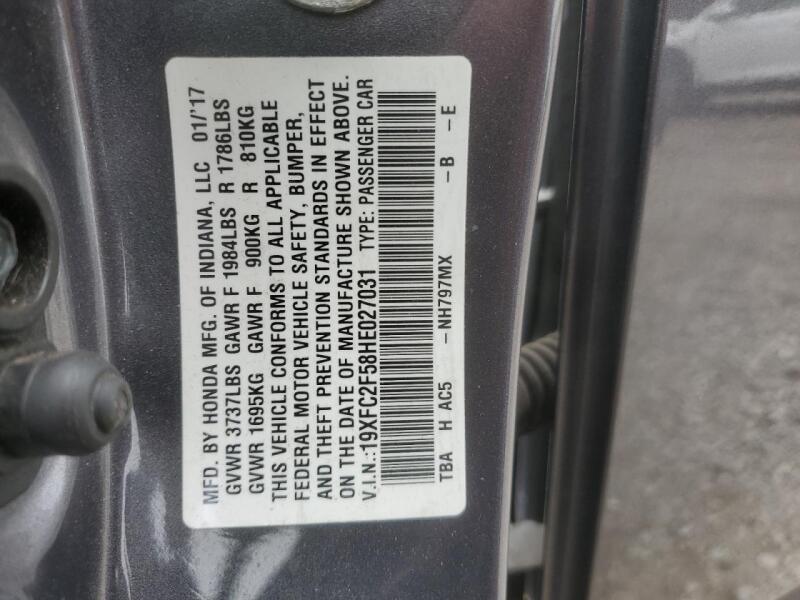 MFD. BY HONDA MFG. OF INDIANA, LLC 01/'17
GVWR 3737LBS GAWR F 1984LBS R 1786LBS
GVWR 1695KG GAWR F 900KG R 810KG
THIS VEHICLE CONFORMS TO ALL APPLICABLE
FEDERAL MOTOR VEHICLE SAFETY, BUMPER,
AND THEFT PREVENTION STANDARDS IN EFFECT
ON THE DATE OF MANUFACTURE SHOWN ABOVE.
V.I.N.:19XFC2F58HE027031 TYPE: PASSENGER CAR
TBA H AC5 -NH797MX -B -E